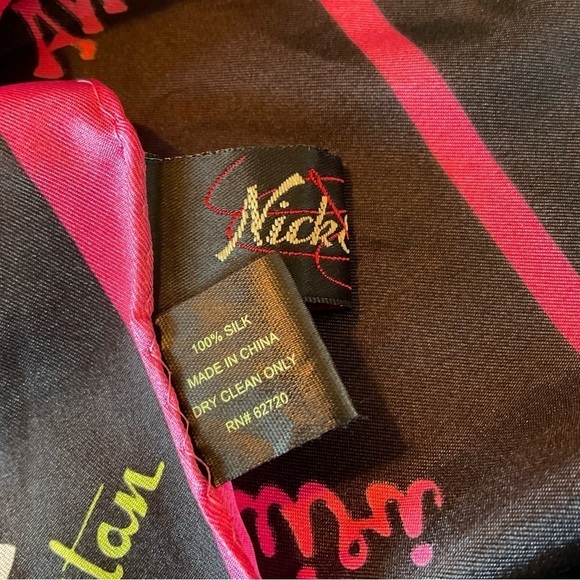 Nick
100% SILK
MADE IN CHINA
DRY CLEAN ONLY
RN# 62720
tan